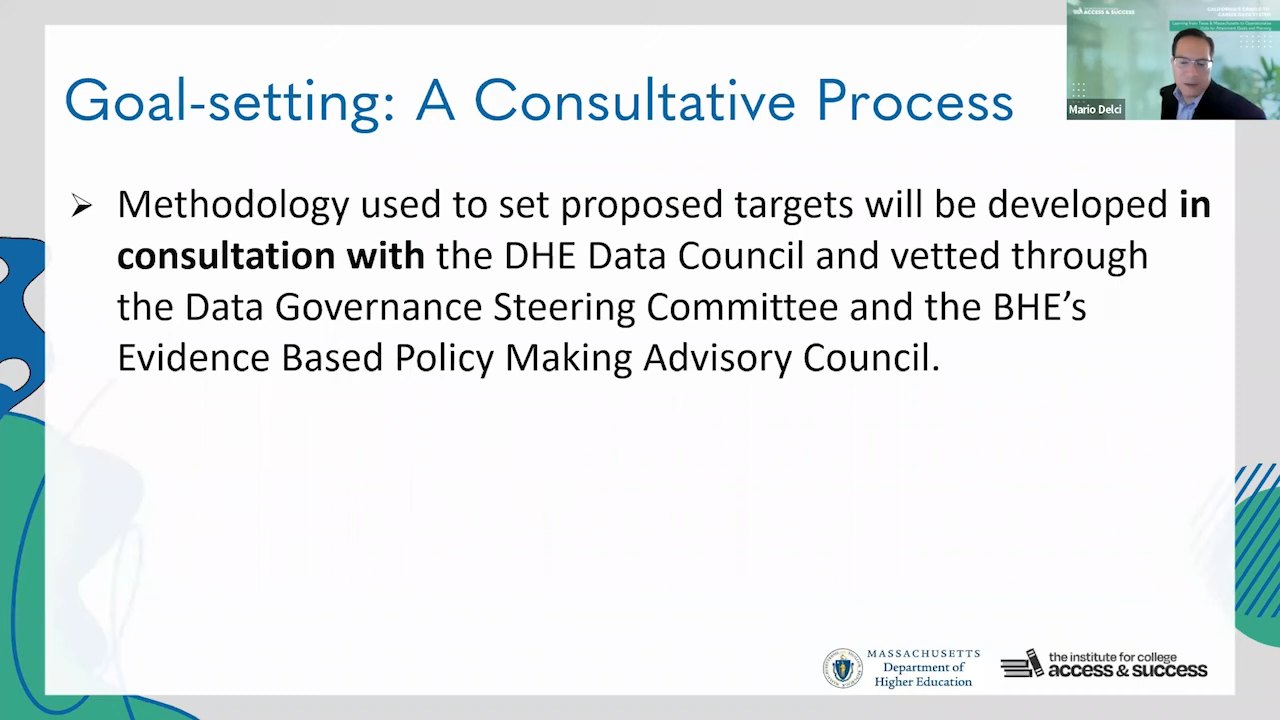 Goal-setting: A Consultative Process
ACCESS & SUCCESS
Mario Delci
➢ Methodology used to set proposed targets will be developed in
consultation with the DHE Data Council and vetted through
the Data Governance Steering Committee and the BHE’s
Evidence Based Policy Making Advisory Council.
MASSACHUSETTS
Department of
Higher Education
the institute for college
access & success